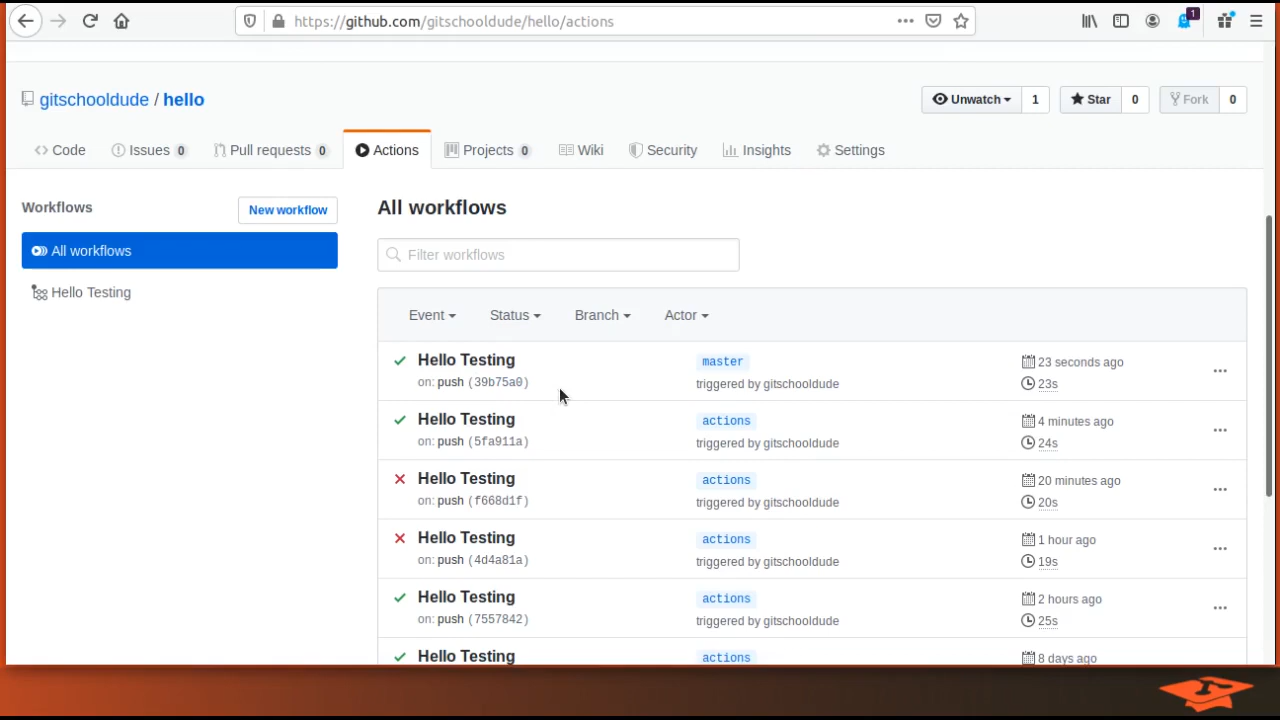 https://github.com/gitschooldude/hello/actions
1
gitschooldude / hello
Unwatch 1 Star 0 Fork 0
Code Issues 0 Pull requests 0 Actions Projects 0 Wiki Security Insights Settings
Workflows New workflow
All workflows
Hello Testing
All workflows
Filter workflows
Event Status Branch Actor
Hello Testing master 23 seconds ago
on: push (39b75a0) triggered by gitschooldude 23s
Hello Testing actions 4 minutes ago
on: push (5fa911a) triggered by gitschooldude 24s
Hello Testing actions 20 minutes ago
on: push (f668d1f) triggered by gitschooldude 20s
Hello Testing actions 1 hour ago
on: push (4d4a81a) triggered by gitschooldude 19s
Hello Testing actions 2 hours ago
on: push (7557842) triggered by gitschooldude 25s
Hello Testing actions 8 days ago